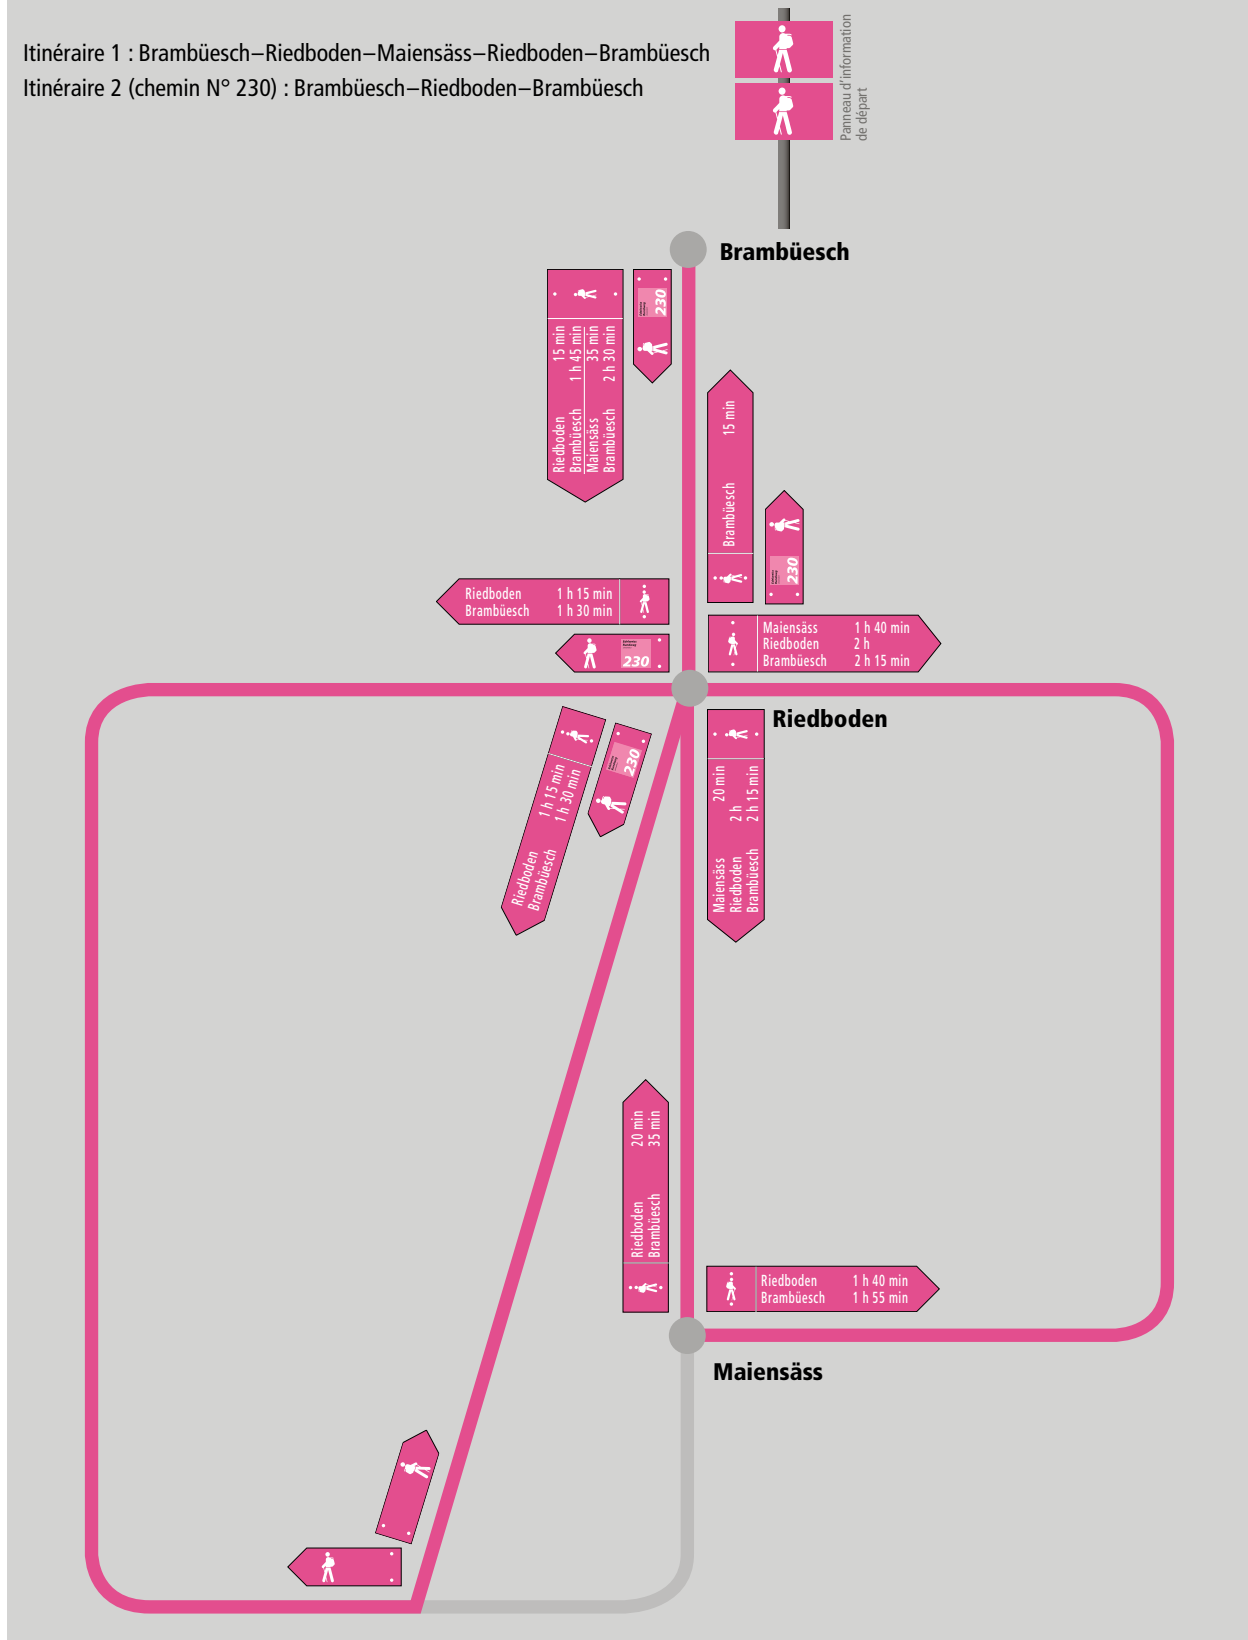 Itinéraire 1 : Brambüesch–Riedboden–Maiensäss–Riedboden–Brambüesch
Itinéraire 2 (chemin N° 230) : Brambüesch–Riedboden–Brambüesch
Panneau d'information
de départ
Brambüesch
Riedboden 15 min
Brambüesch 1 h 45 min
Maiensäss 35 min
Brambüesch 2 h 30 min
230
Brambüesch 15 min
230
Riedboden 1 h 15 min
Brambüesch 1 h 30 min
230
Maiensäss 1 h 40 min
Riedboden 2 h
Brambüesch 2 h 15 min
Riedboden
Riedboden 1 h 15 min
Brambüesch 1 h 30 min
230
Maiensäss 20 min
Riedboden 2 h
Brambüesch 2 h 15 min
Riedboden 20 min
Brambüesch 35 min
Riedboden 1 h 40 min
Brambüesch 1 h 55 min
Maiensäss